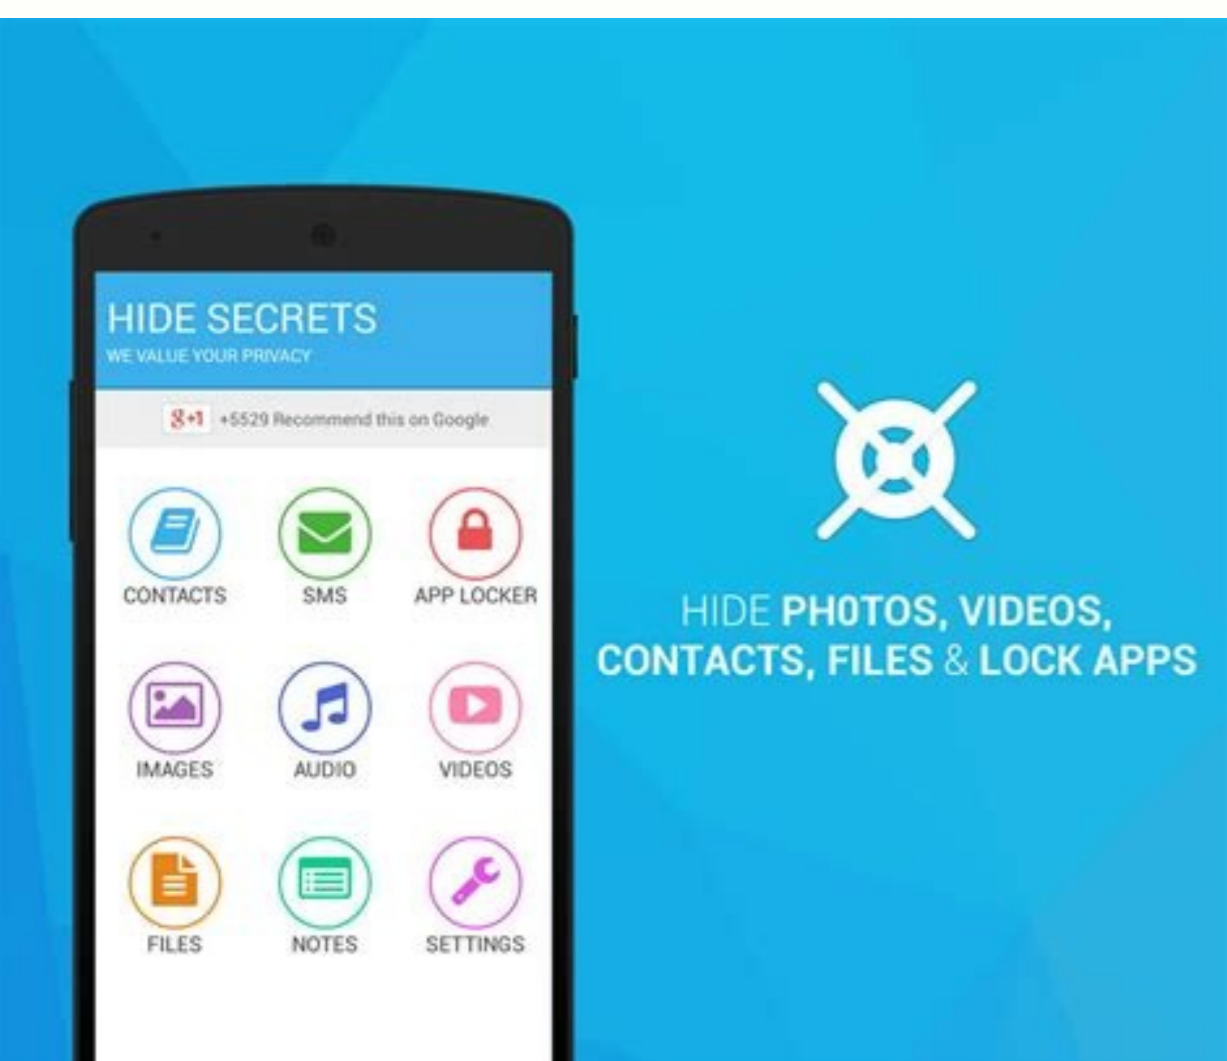 HIDE SECRETS
WE VALUE YOUR PRIVACY
g+1 +5529 Recommend this on Google
CONTACTS SMS APP LOCKER
IMAGES AUDIO VIDEOS
FILES NOTES SETTINGS
HIDE PH0TOS, VIDEOS,
CONTACTS, FILES & LOCK APPS